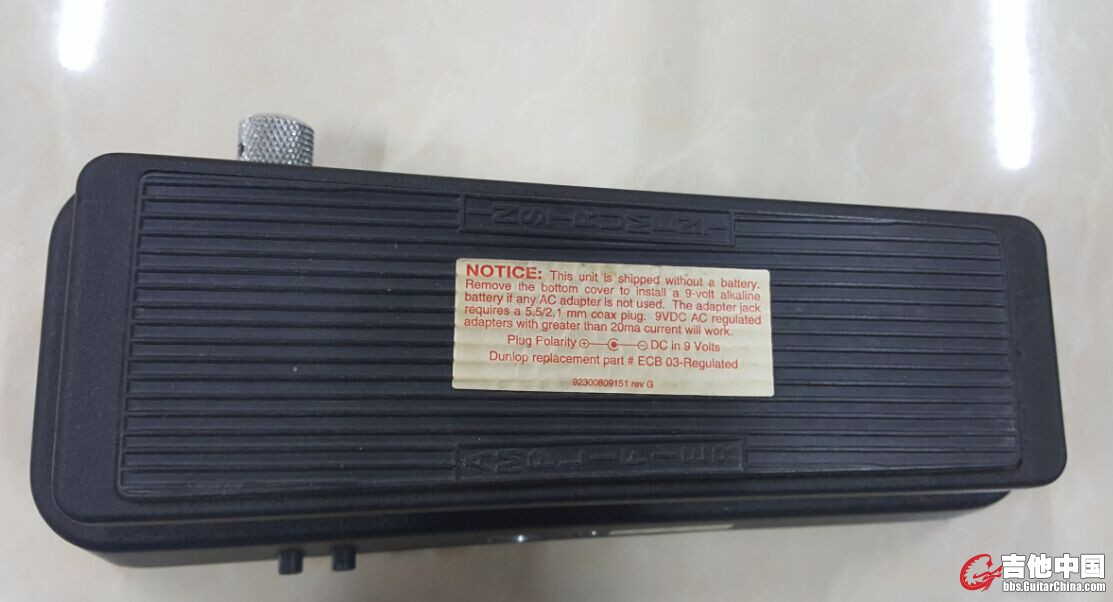 INSTRUMENT
NOTICE: This unit is shipped without a battery.
Remove the bottom cover to install a 9-volt alkaline
battery if any AC adapter is not used. The adapter jack
requires a 5.5/2.1 mm coax plug. 9VDC AC regulated
adapters with greater than 20ma current will work.
Plug Polarity DC in 9 Volts
Dunlop replacement part # ECB 03-Regulated
92300809151 rev G
AMPLIFIER
吉他中国
bbs.GuitarChina.com